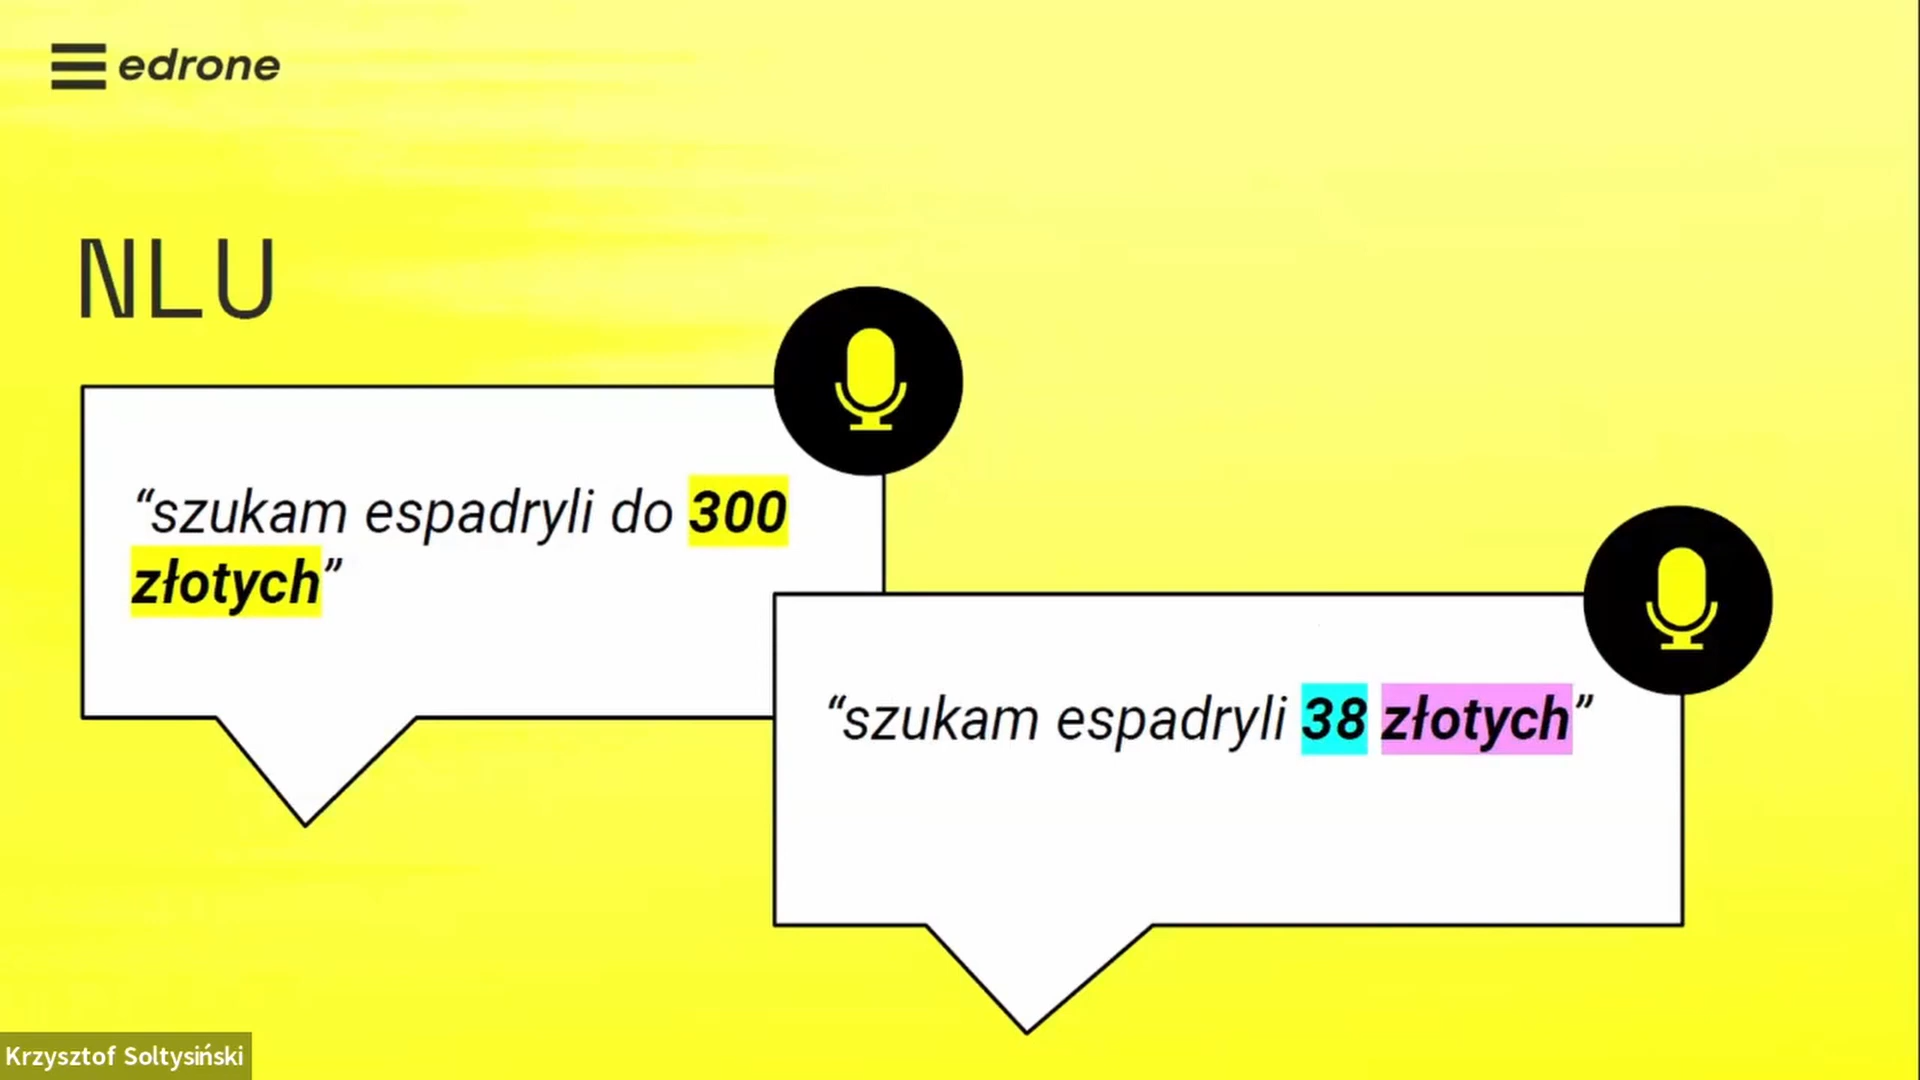 edrone
NLU
“szukam espadryli do 300
złotych”
“szukam espadryli 38 złotych”
Krzysztof Soltysiński